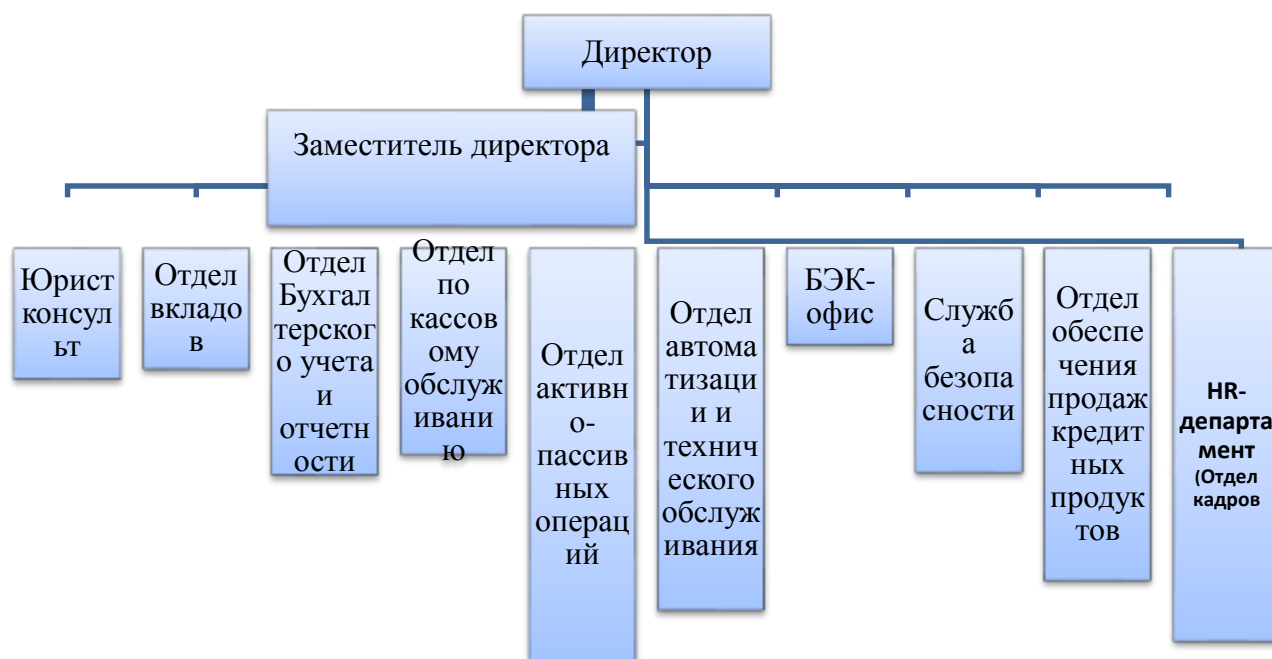 Директор
Заместитель директора
Юрист
консуль
т
Отдел
вкладо
в
Отдел
Бухгал
терског
о учета
и
отчетн
ости
Отдел
по
кассов
ому
обслуж
ивани
ю
Отдел
активн
о-
пассив
ных
операц
ий
Отдел
автома
тизаци
и и
технич
еского
обслуж
ивания
БЭК-
офис
Служб
а
безопа
сности
Отдел
обеспе
чения
продаж
кредит
ных
продук
тов
HR-
департа
мент
(Отдел
кадров